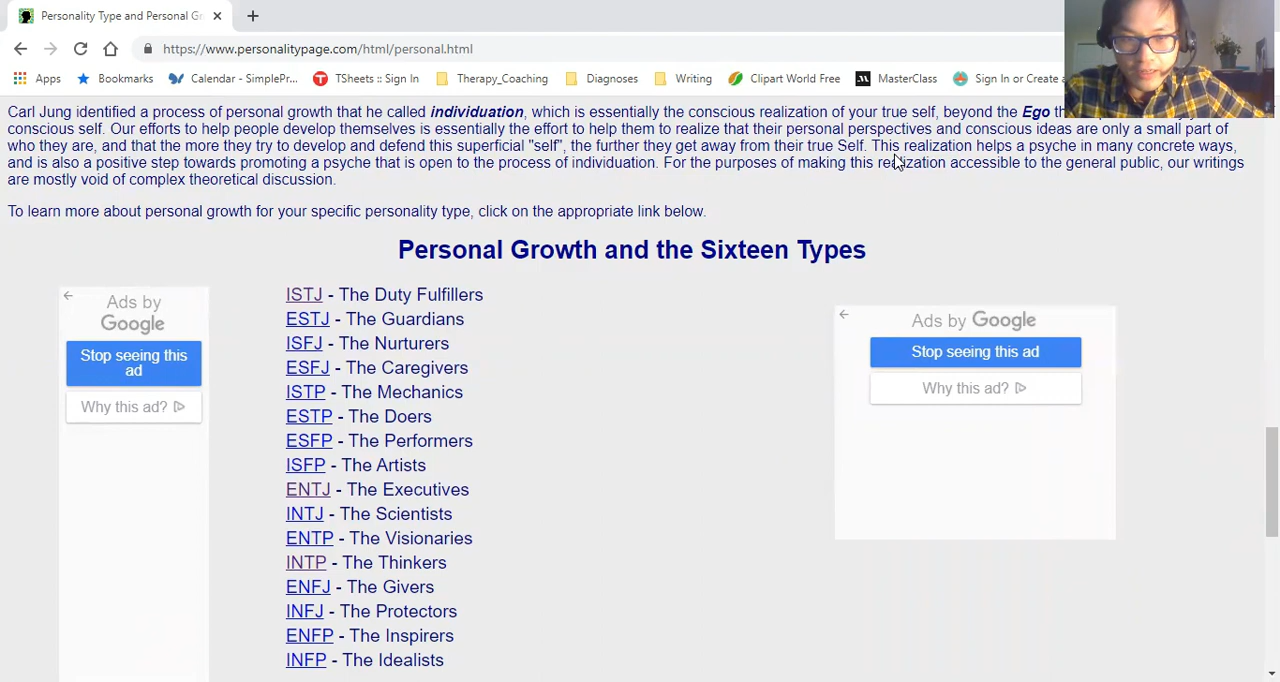 Personality Type and Personal Gr
https://www.personalitypage.com/html/personal.html
Apps Bookmarks Calendar - SimplePr... TSheets :: Sign In Therapy_Coaching Diagnoses Writing Clipart World Free MasterClass Sign In or Create a
Carl Jung identified a process of personal growth that he called individuation, which is essentially the conscious realization of your true self, beyond the Ego
conscious self. Our efforts to help people develop themselves is essentially the effort to help them to realize that their personal perspectives and conscious ideas are only a small part of
who they are, and that the more they try to develop and defend this superficial "self", the further they get away from their true Self. This realization helps a psyche in many concrete ways,
and is also a positive step towards promoting a psyche that is open to the process of individuation. For the purposes of making this realization accessible to the general public, our writings
are mostly void of complex theoretical discussion.
To learn more about personal growth for your specific personality type, click on the appropriate link below.
Personal Growth and the Sixteen Types
Ads by
Google
Stop seeing this
ad
Why this ad?
ISTJ - The Duty Fulfillers
ESTJ - The Guardians
ISFJ - The Nurturers
ESFJ - The Caregivers
ISTP - The Mechanics
ESTP - The Doers
ESFP - The Performers
ISFP - The Artists
ENTJ - The Executives
INTJ - The Scientists
ENTP - The Visionaries
INTP - The Thinkers
ENFJ - The Givers
INFJ - The Protectors
ENFP - The Inspirers
INFP - The Idealists
Ads by Google
Stop seeing this ad
Why this ad?